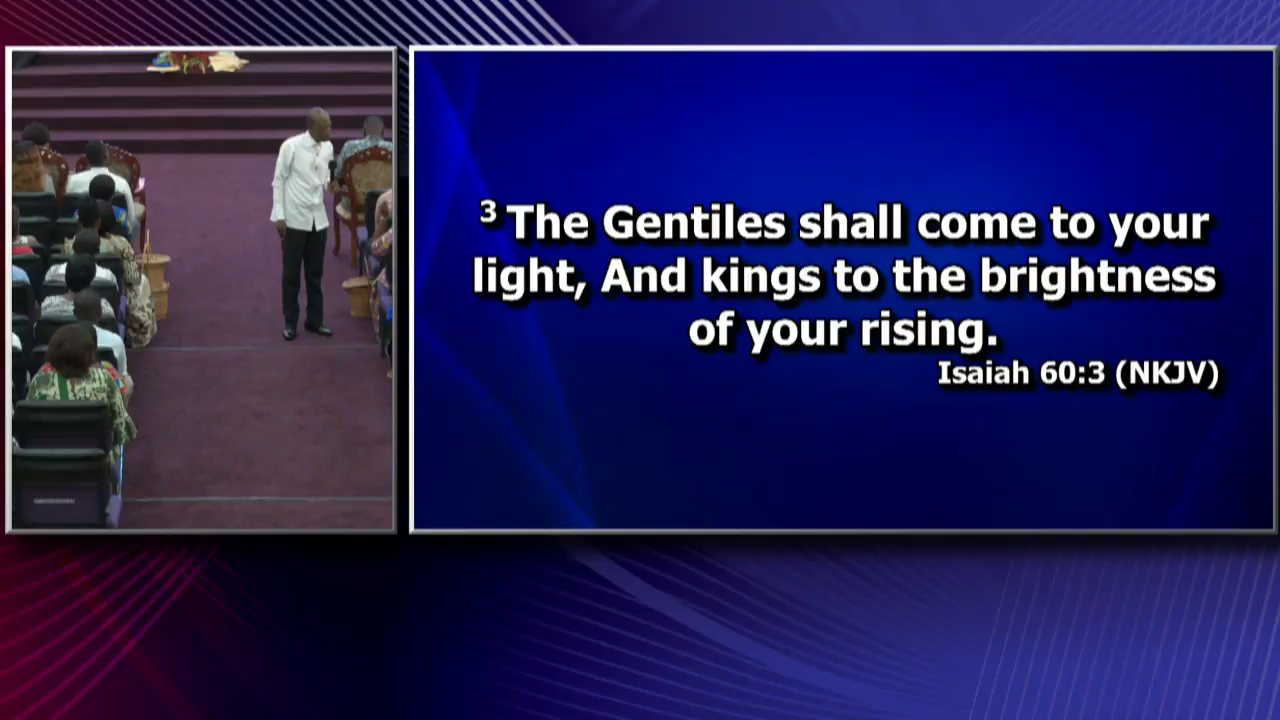 3 The Gentiles shall come to your
light, And kings to the brightness
of your rising.
Isaiah 60:3 (NKJV)